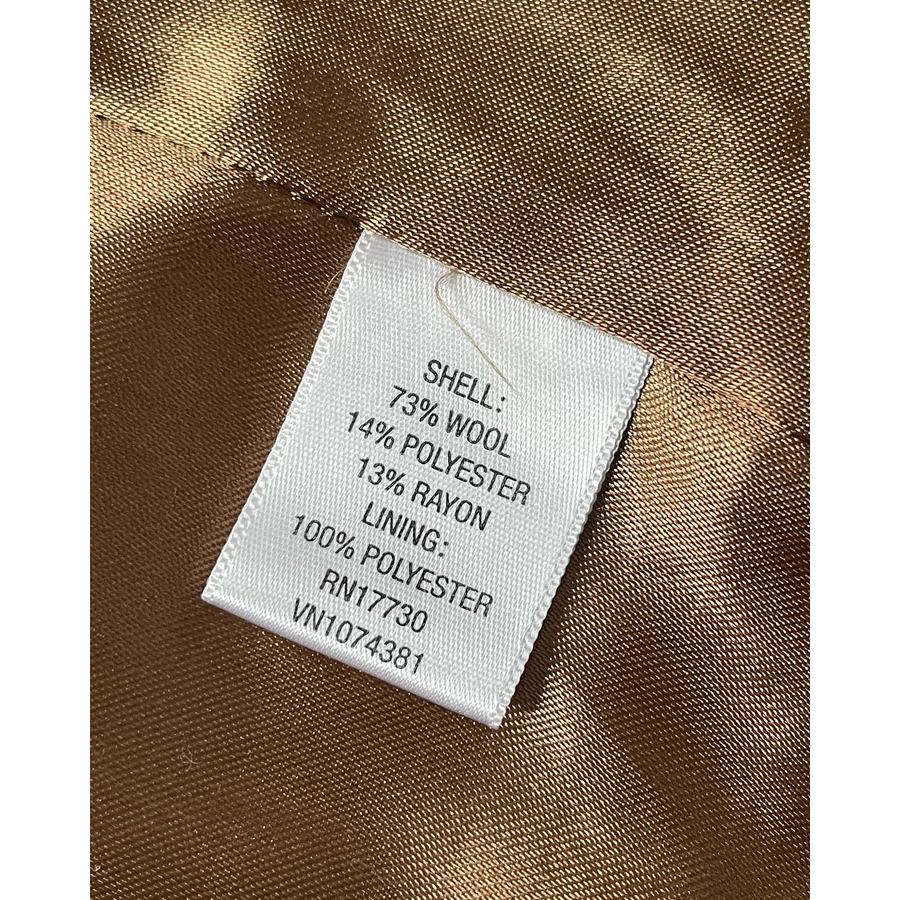 SHELL:
73% WOOL
14% POLYESTER
13% RAYON
LINING:
100% POLYESTER
RN17730
VN1074381